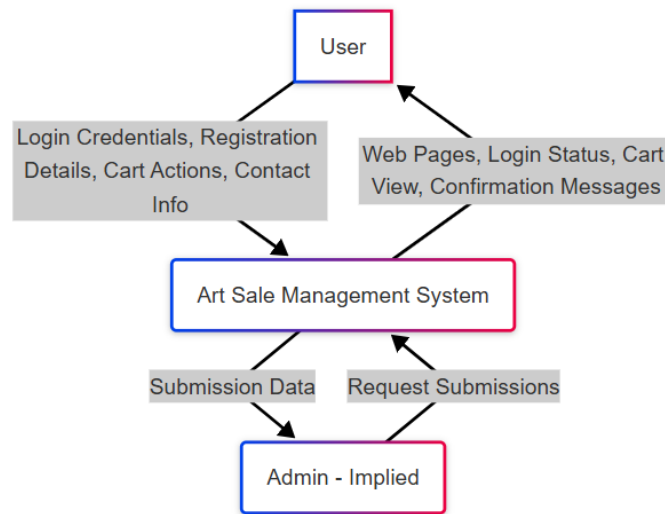 User
Login Credentials, Registration
Details, Cart Actions, Contact
Info
Web Pages, Login Status, Cart
View, Confirmation Messages
Art Sale Management System
Submission Data
Request Submissions
Admin - Implied